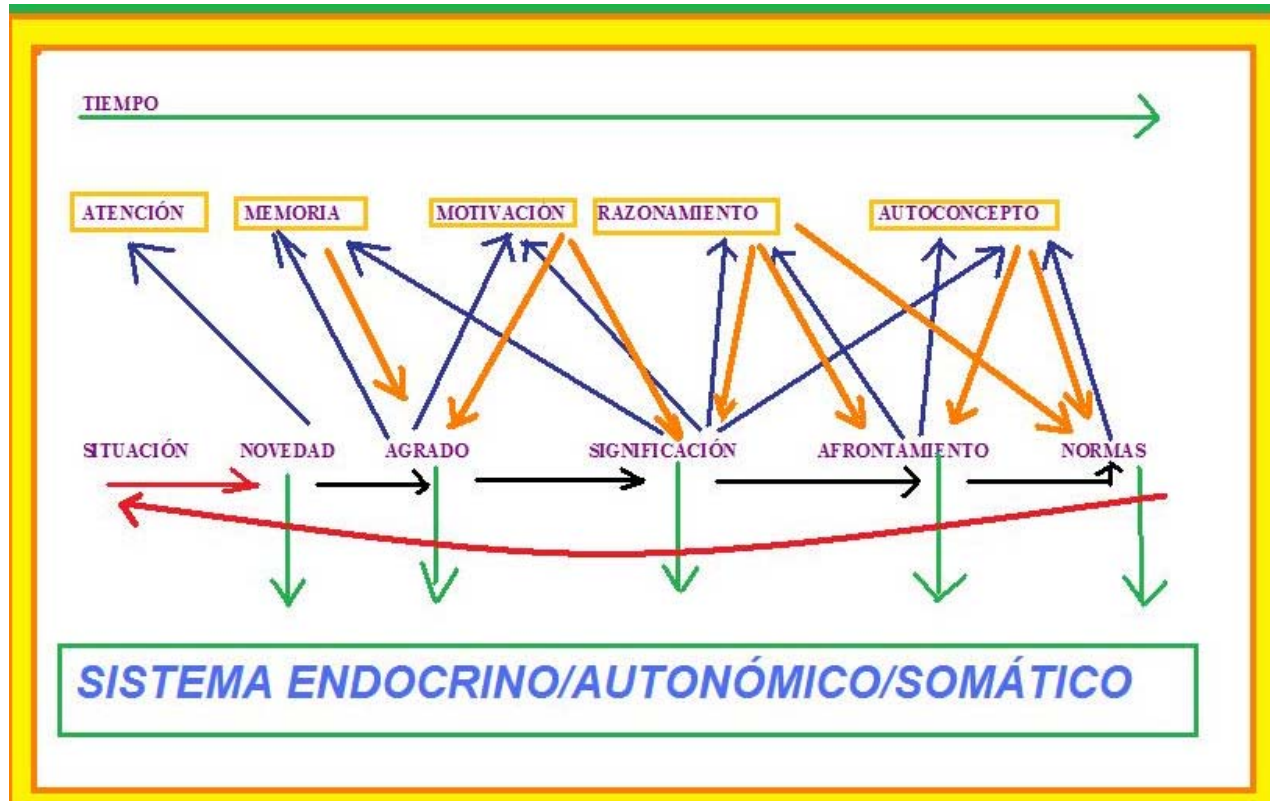 TIEMPO
ATENCIÓN MEMORIA MOTIVACIÓN RAZONAMIENTO AUTOCONCEPTO
SITUACIÓN NOVEDAD AGRADO SIGNIFICACIÓN AFRONTAMIENTO NORMAS
SISTEMA ENDOCRINO/AUTONÓMICO/SOMÁTICO